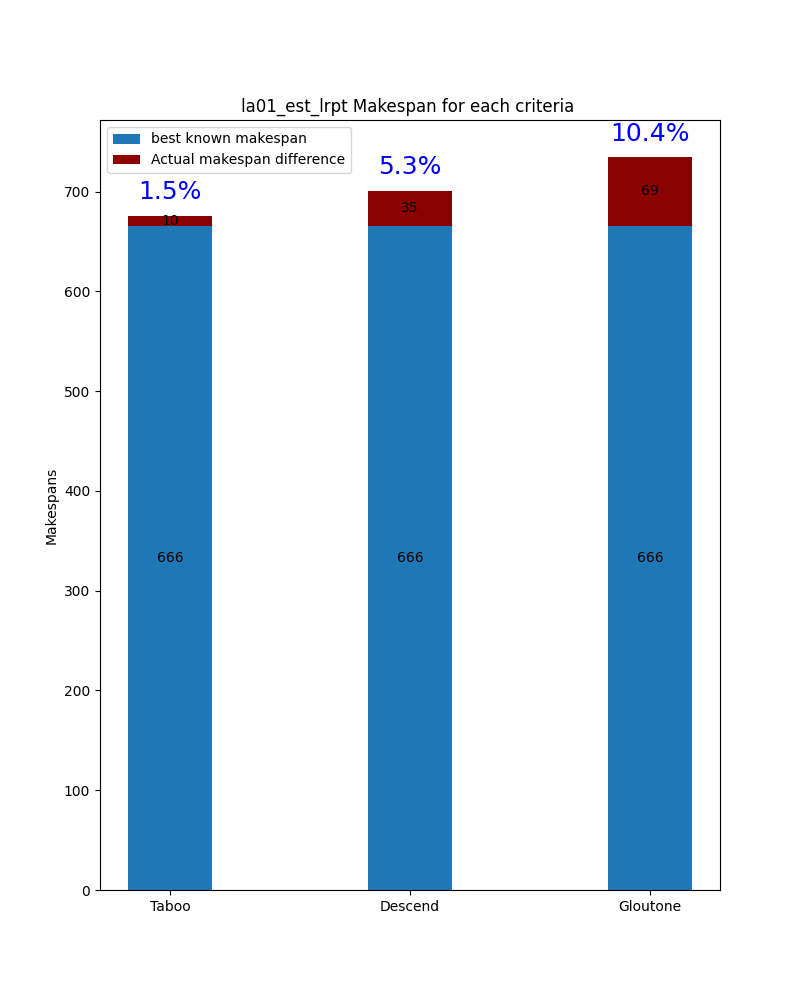 la01_est_lrpt Makespan for each criteria
best known makespan
Actual makespan difference
1.5%
5.3%
10.4%
10
35
69
666
666
666
Makespans
700
600
500
400
300
200
100
0
Taboo
Descend
Gloutone